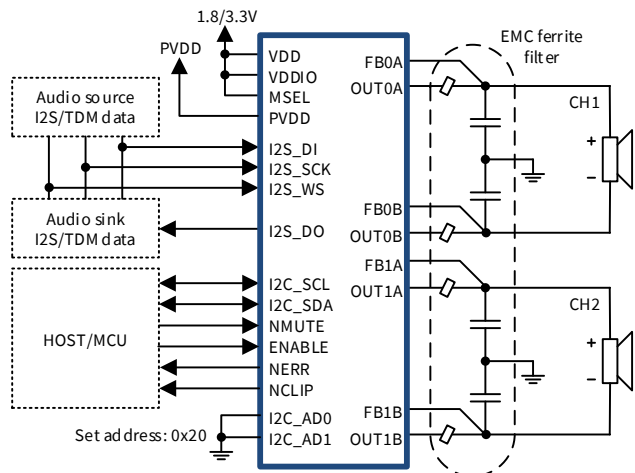 1.8/3.3V
PVDD
EMC ferrite
filter
VDD
VDDIO
MSEL
PVDD
FB0A
OUT0A
Audio source
I2S/TDM data
CH1
+
–
I2S_DI
I2S_SCK
I2S_WS
Audio sink
I2S/TDM data
I2S_DO
FB0B
OUT0B
FB1A
OUT1A
HOST/MCU
I2C_SCL
I2C_SDA
NMUTE
ENABLE
NERR
NCLIP
CH2
+
–
Set address: 0x20
I2C_AD0
I2C_AD1
FB1B
OUT1B